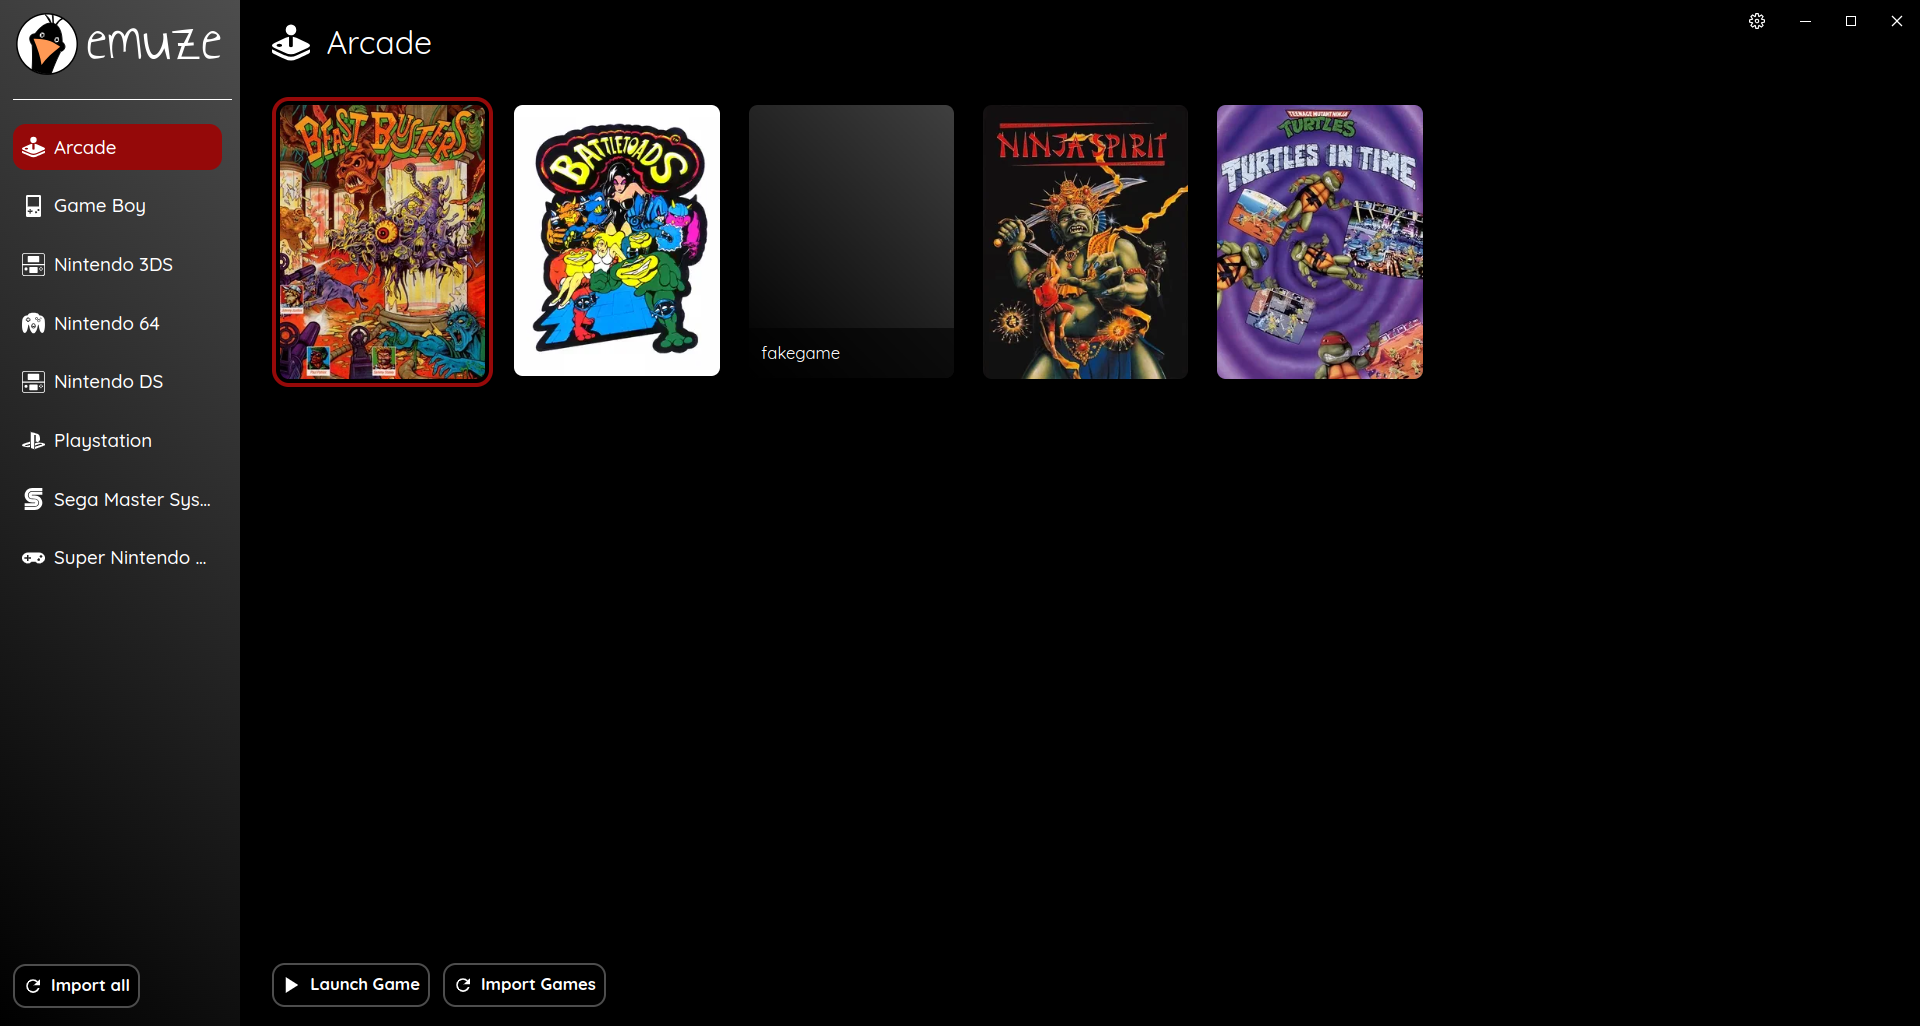 emuze
Arcade
Game Boy
Nintendo 3DS
Nintendo 64
Nintendo DS
Playstation
Sega Master Sys...
Super Nintendo ...
Import all
Arcade
BEAST BUSTERS
BATTLETOADS
fakegame
NINJA SPIRIT
TEENAGE MUTANT NINJA
TURTLES
TURTLES IN TIME
Launch Game
Import Games